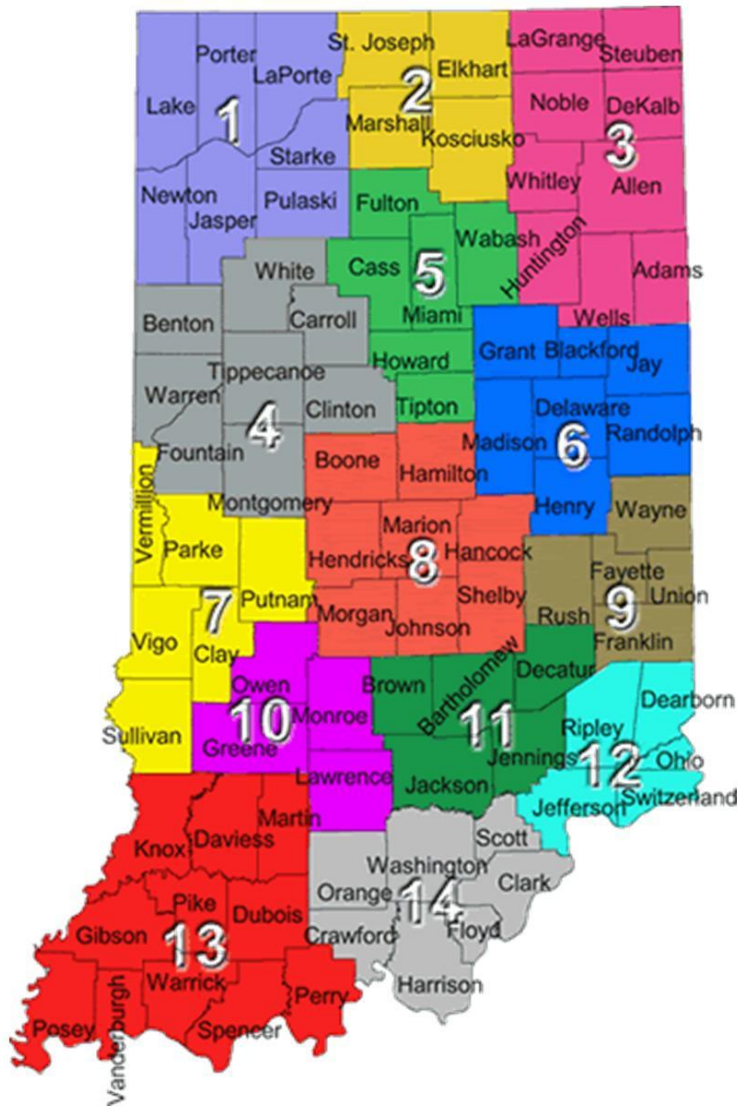 Porter
LaPorte
Lake
1
Starke
Newton
Jasper
Pulaski
St. Joseph
Elkhart
2
Marshall
Kosciusko
LaGrange
Steuben
Noble
DeKalb
3
Whitley
Allen
Huntington
Adams
Wells
White
Benton
Carroll
Tippecanoe
Warren
Clinton
4
Fountain
Montgomery
Fulton
Wabash
Cass
5
Miami
Howard
Tipton
Grant
Blackford
Jay
Delaware
Madison
Randolph
6
Henry
Vermillion
Parke
Putnam
7
Vigo
Clay
Sullivan
Boone
Hamilton
Marion
Hendricks
Hancock
8
Morgan
Shelby
Johnson
Wayne
Fayette
Union
Rush
9
Franklin
Owen
Monroe
10
Greene
Lawrence
Brown
Bartholomew
Decatur
11
Jennings
Jackson
Dearborn
Ripley
12
Ohio
Jefferson
Switzerland
Martin
Knox
Daviess
Pike
Dubois
Gibson
13
Warrick
Perry
Posey
Vanderburgh
Spencer
Scott
Washington
Clark
Orange
14
Floyd
Crawford
Harrison